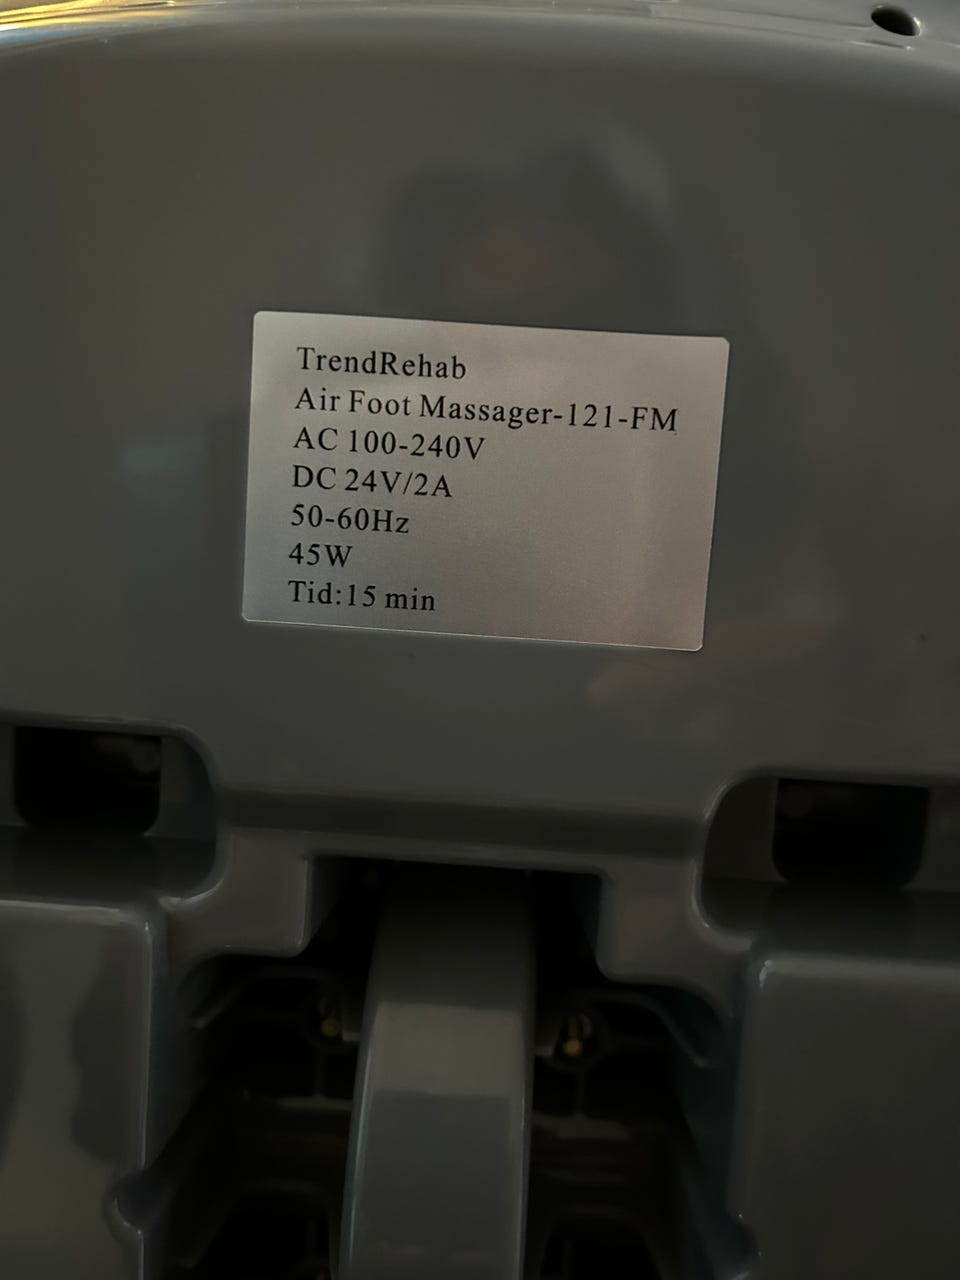 TrendRehab
Air Foot Massager-121-FM
AC 100-240V
DC 24V/2A
50-60Hz
45W
Tid:15 min